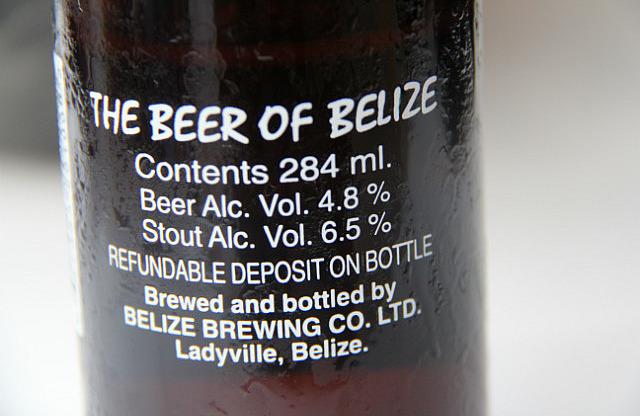 THE BEER OF BELIZE
Contents 284 ml.
Beer Alc. Vol. 4.8 %
Stout Alc. Vol. 6.5 %
REFUNDABLE DEPOSIT ON BOTTLE
Brewed and bottled by
BELIZE BREWING CO. LTD.
Ladyville, Belize.